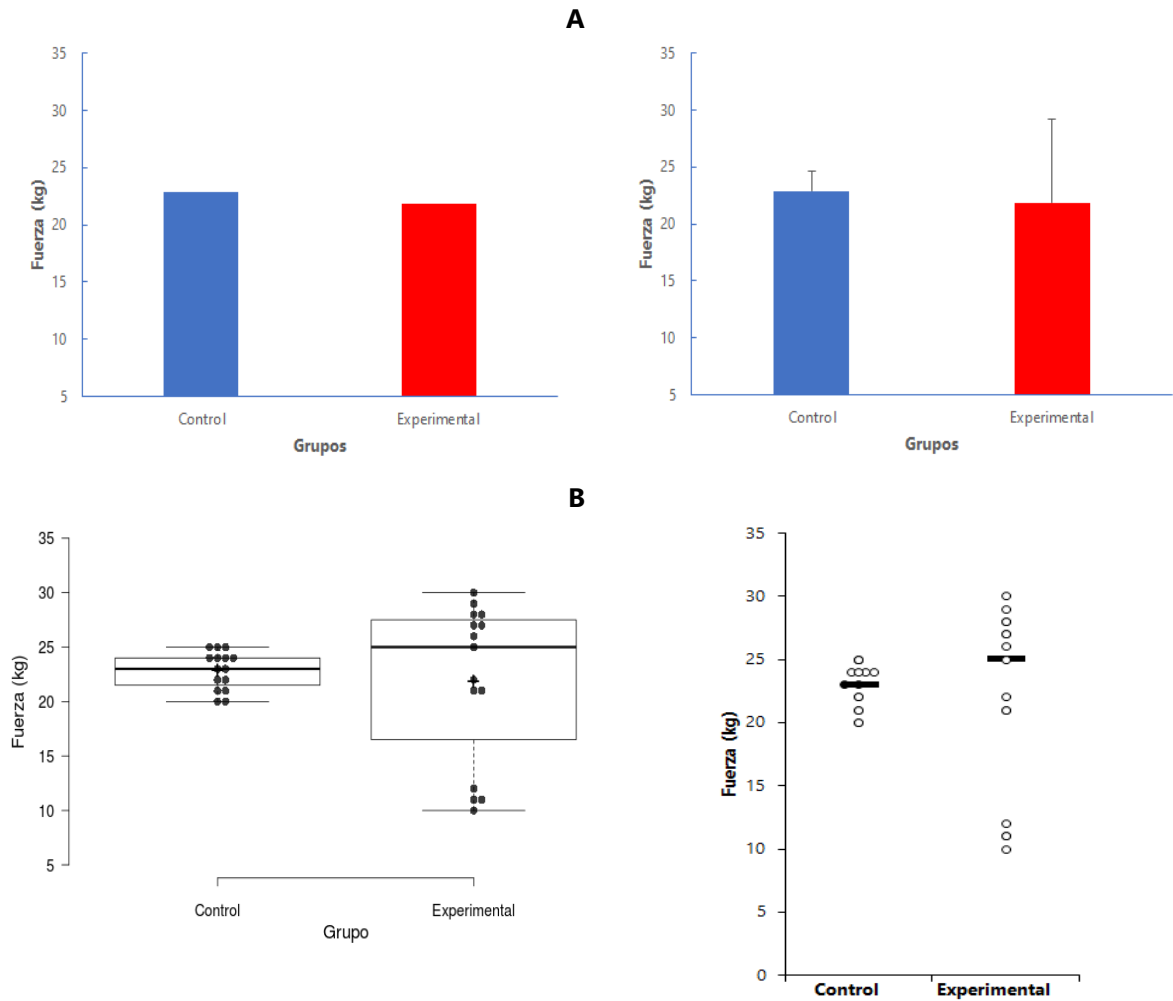 A
35
30
25
20
15
10
5
Fuerza (kg)
Control
Experimental
Grupos
35
30
25
20
15
10
5
Fuerza (kg)
Control
Experimental
Grupos
B
35
30
25
20
15
10
5
Fuerza (kg)
Control
Experimental
Grupo
35
30
25
20
15
10
5
0
Fuerza (kg)
Control
Experimental